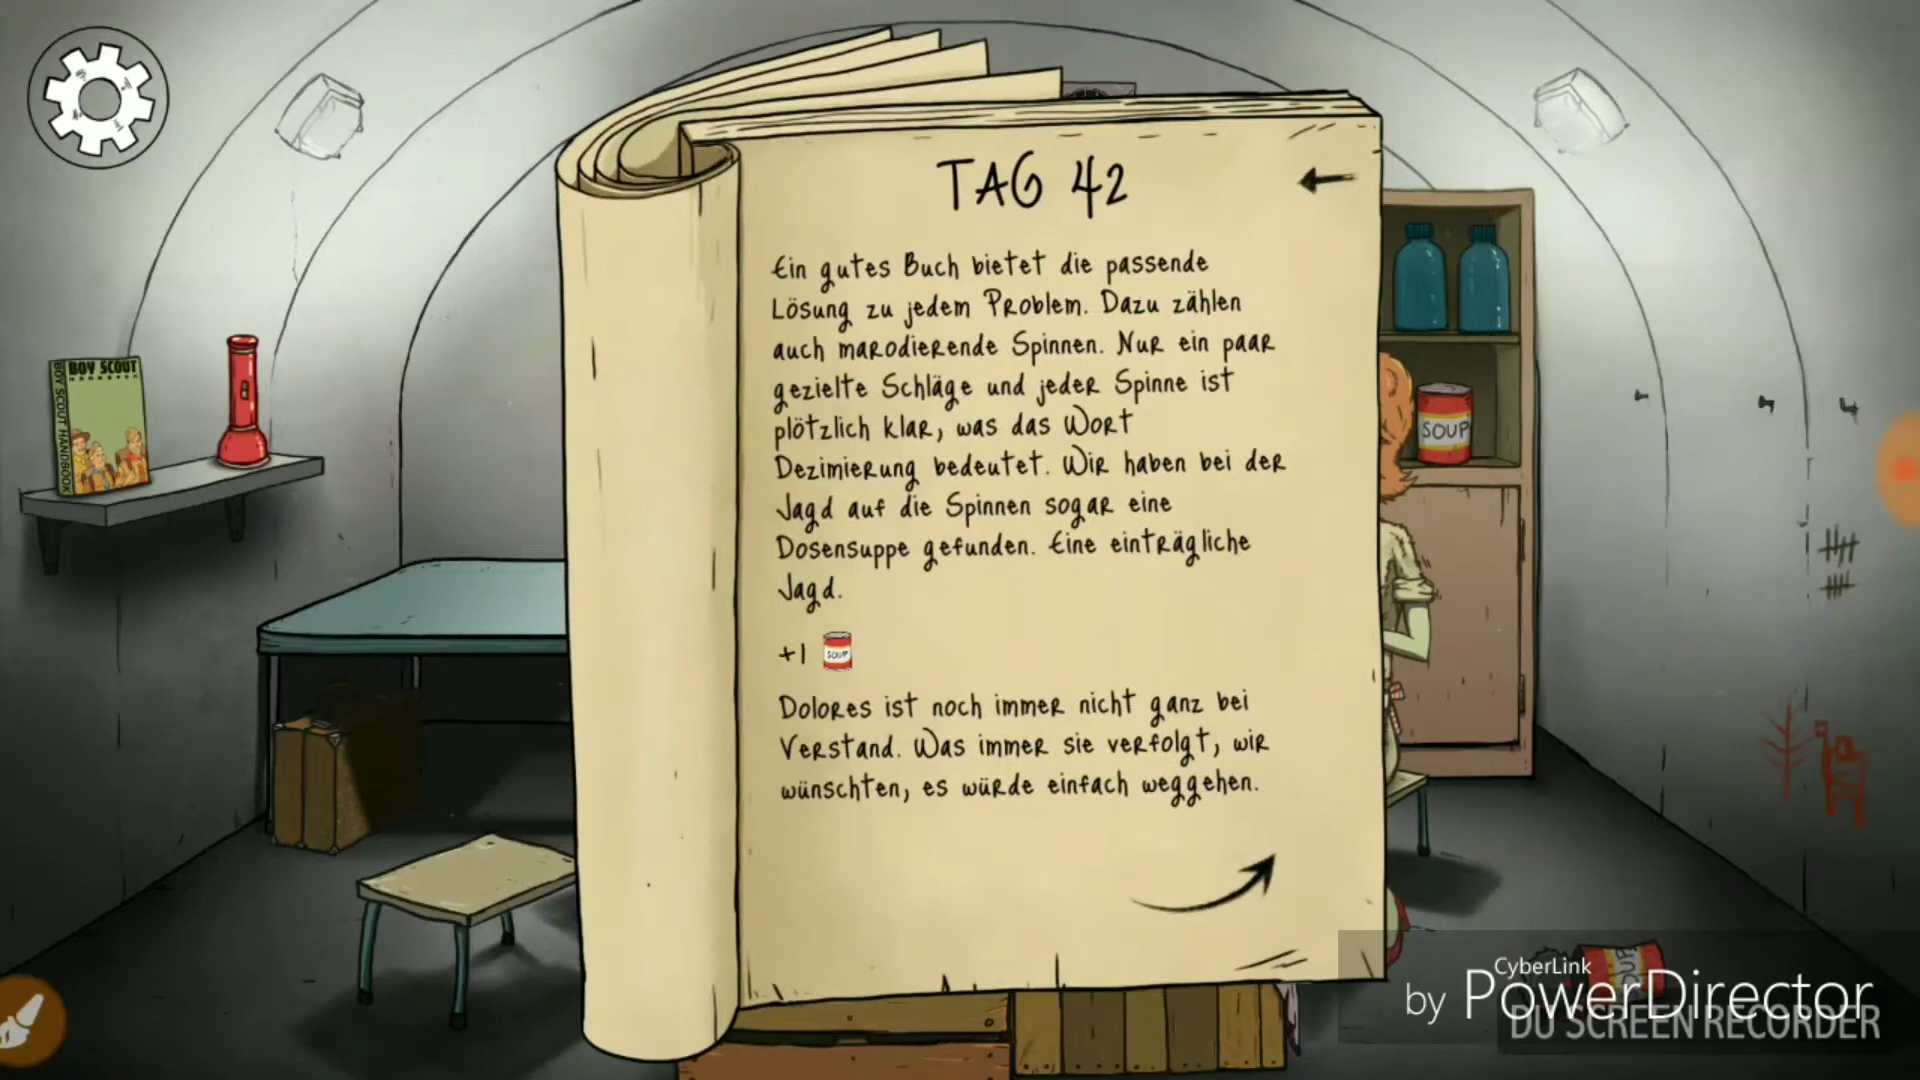 TAG 42
Ein gutes Buch bietet die passende
Lösung zu jedem Problem. Dazu zählen
auch marodierende Spinnen. Nur ein paar
gezielte Schläge und jeder Spinne ist
plötzlich klar, was das Wort
Dezimierung bedeutet. Wir haben bei der
Jagd auf die Spinnen sogar eine
Dosensuppe gefunden. Eine einträgliche
Jagd.
+1 SOUP
Dolores ist noch immer nicht ganz bei
Verstand. Was immer sie verfolgt, wir
wünschten, es würde einfach weggehen.
BOY SCOUT
HANDBOOK
BOY SCOUT HANDBOOK
SOUP
SOUP
CyberLink
by PowerDirector
DU SCREEN RECORDER